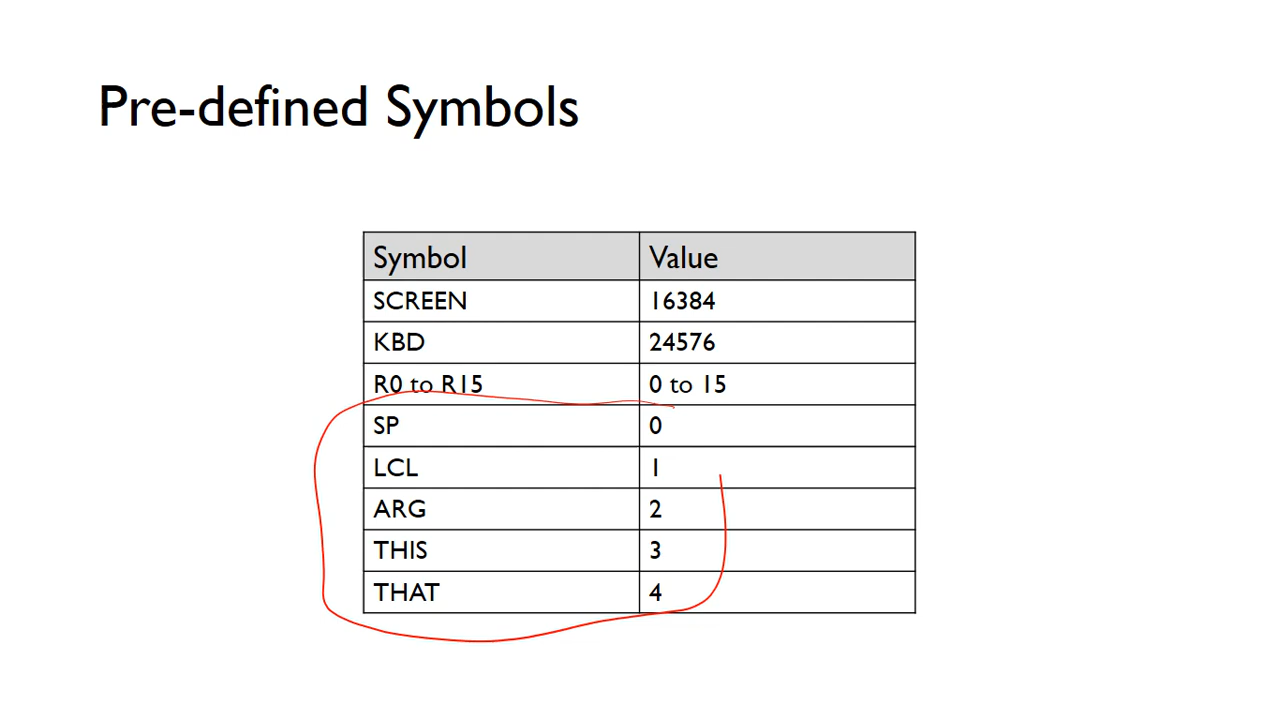 Pre-defined Symbols
Symbol Value
SCREEN 16384
KBD 24576
R0 to R15 0 to 15
SP 0
LCL 1
ARG 2
THIS 3
THAT 4